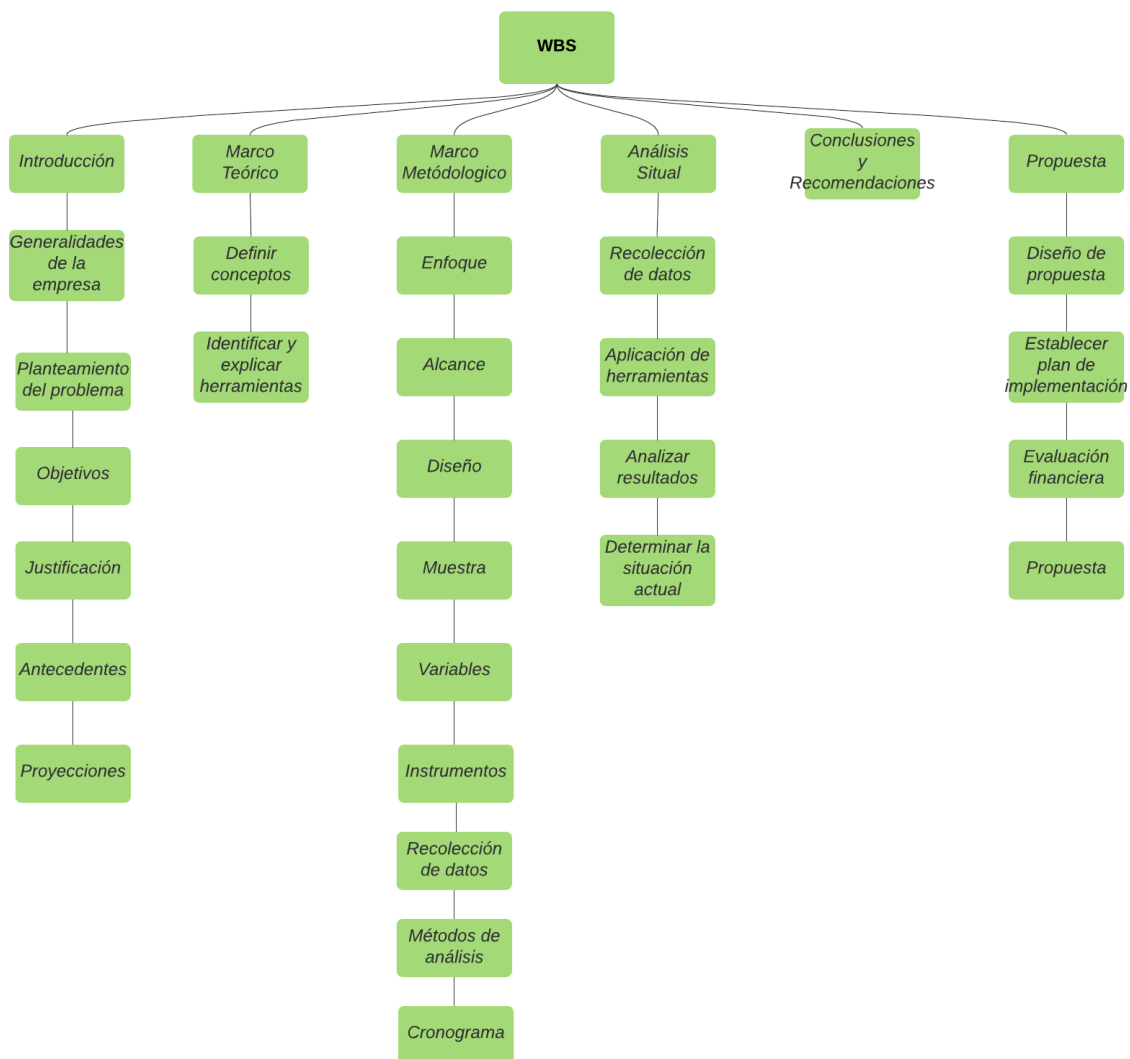 WBS
Introducción
Generalidades
de la
empresa
Planteamiento
del problema
Objetivos
Justificación
Antecedentes
Proyecciones
Marco
Teórico
Definir
conceptos
Identificar y
explicar
herramientas
Marco
Metódologico
Enfoque
Alcance
Diseño
Muestra
Variables
Instrumentos
Recolección
de datos
Métodos de
análisis
Cronograma
Análisis
Situal
Recolección
de datos
Aplicación de
herramientas
Analizar
resultados
Determinar la
situación
actual
Conclusiones
y
Recomendaciones
Propuesta
Diseño de
propuesta
Establecer
plan de
implementación
Evaluación
financiera
Propuesta